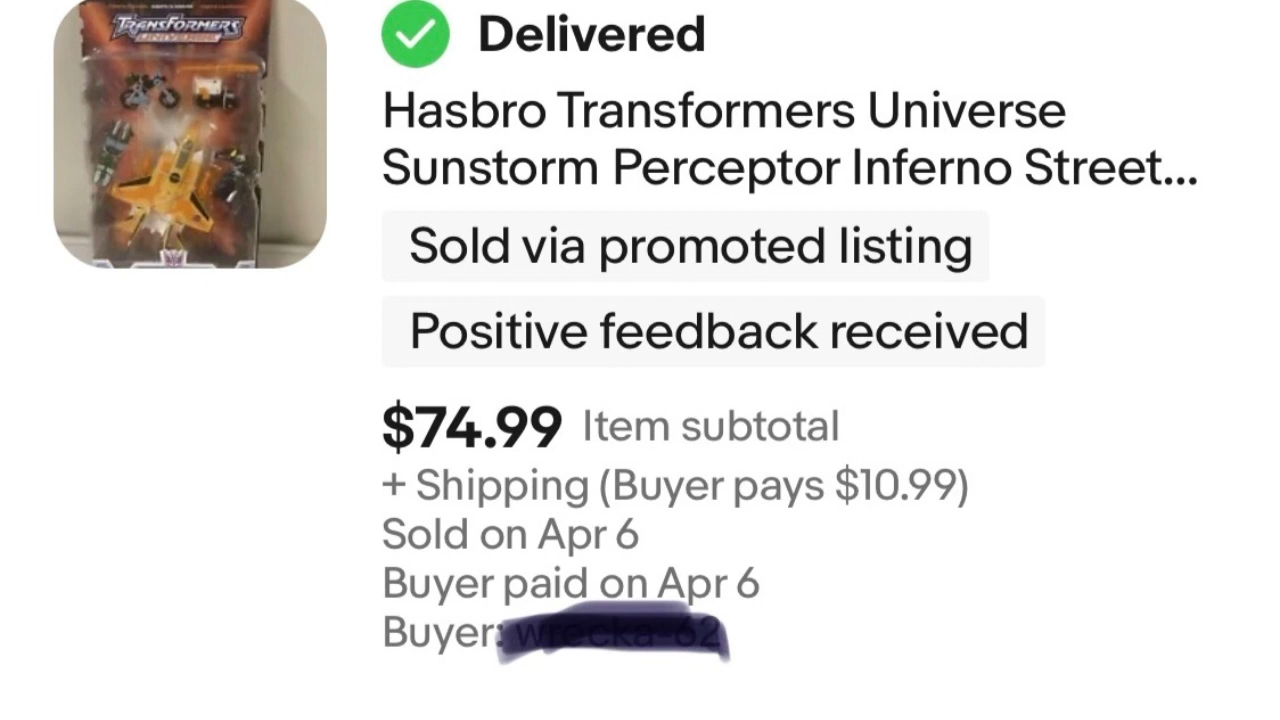 TRANSFORMERS
UNIVERSE
Delivered
Hasbro Transformers Universe
Sunstorm Perceptor Inferno Street...
Sold via promoted listing
Positive feedback received
$74.99 Item subtotal
+ Shipping (Buyer pays $10.99)
Sold on Apr 6
Buyer paid on Apr 6
Buyer: